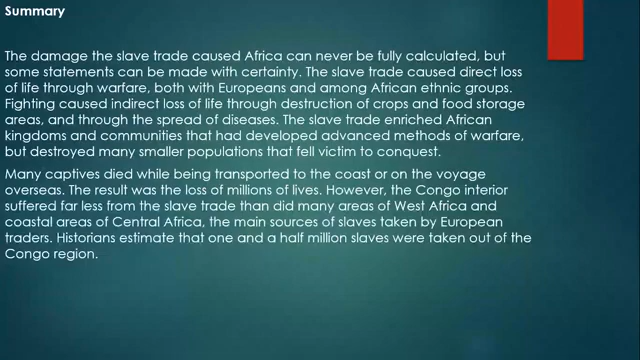 Summary
The damage the slave trade caused Africa can never be fully calculated, but
some statements can be made with certainty. The slave trade caused direct loss
of life through warfare, both with Europeans and among African ethnic groups.
Fighting caused indirect loss of life through destruction of crops and food storage
areas, and through the spread of diseases. The slave trade enriched African
kingdoms and communities that had developed advanced methods of warfare,
but destroyed many smaller populations that fell victim to conquest.
Many captives died while being transported to the coast or on the voyage
overseas. The result was the loss of millions of lives. However, the Congo interior
suffered far less from the slave trade than did many areas of West Africa and
coastal areas of Central Africa, the main sources of slaves taken by European
traders. Historians estimate that one and a half million slaves were taken out of the
Congo region.